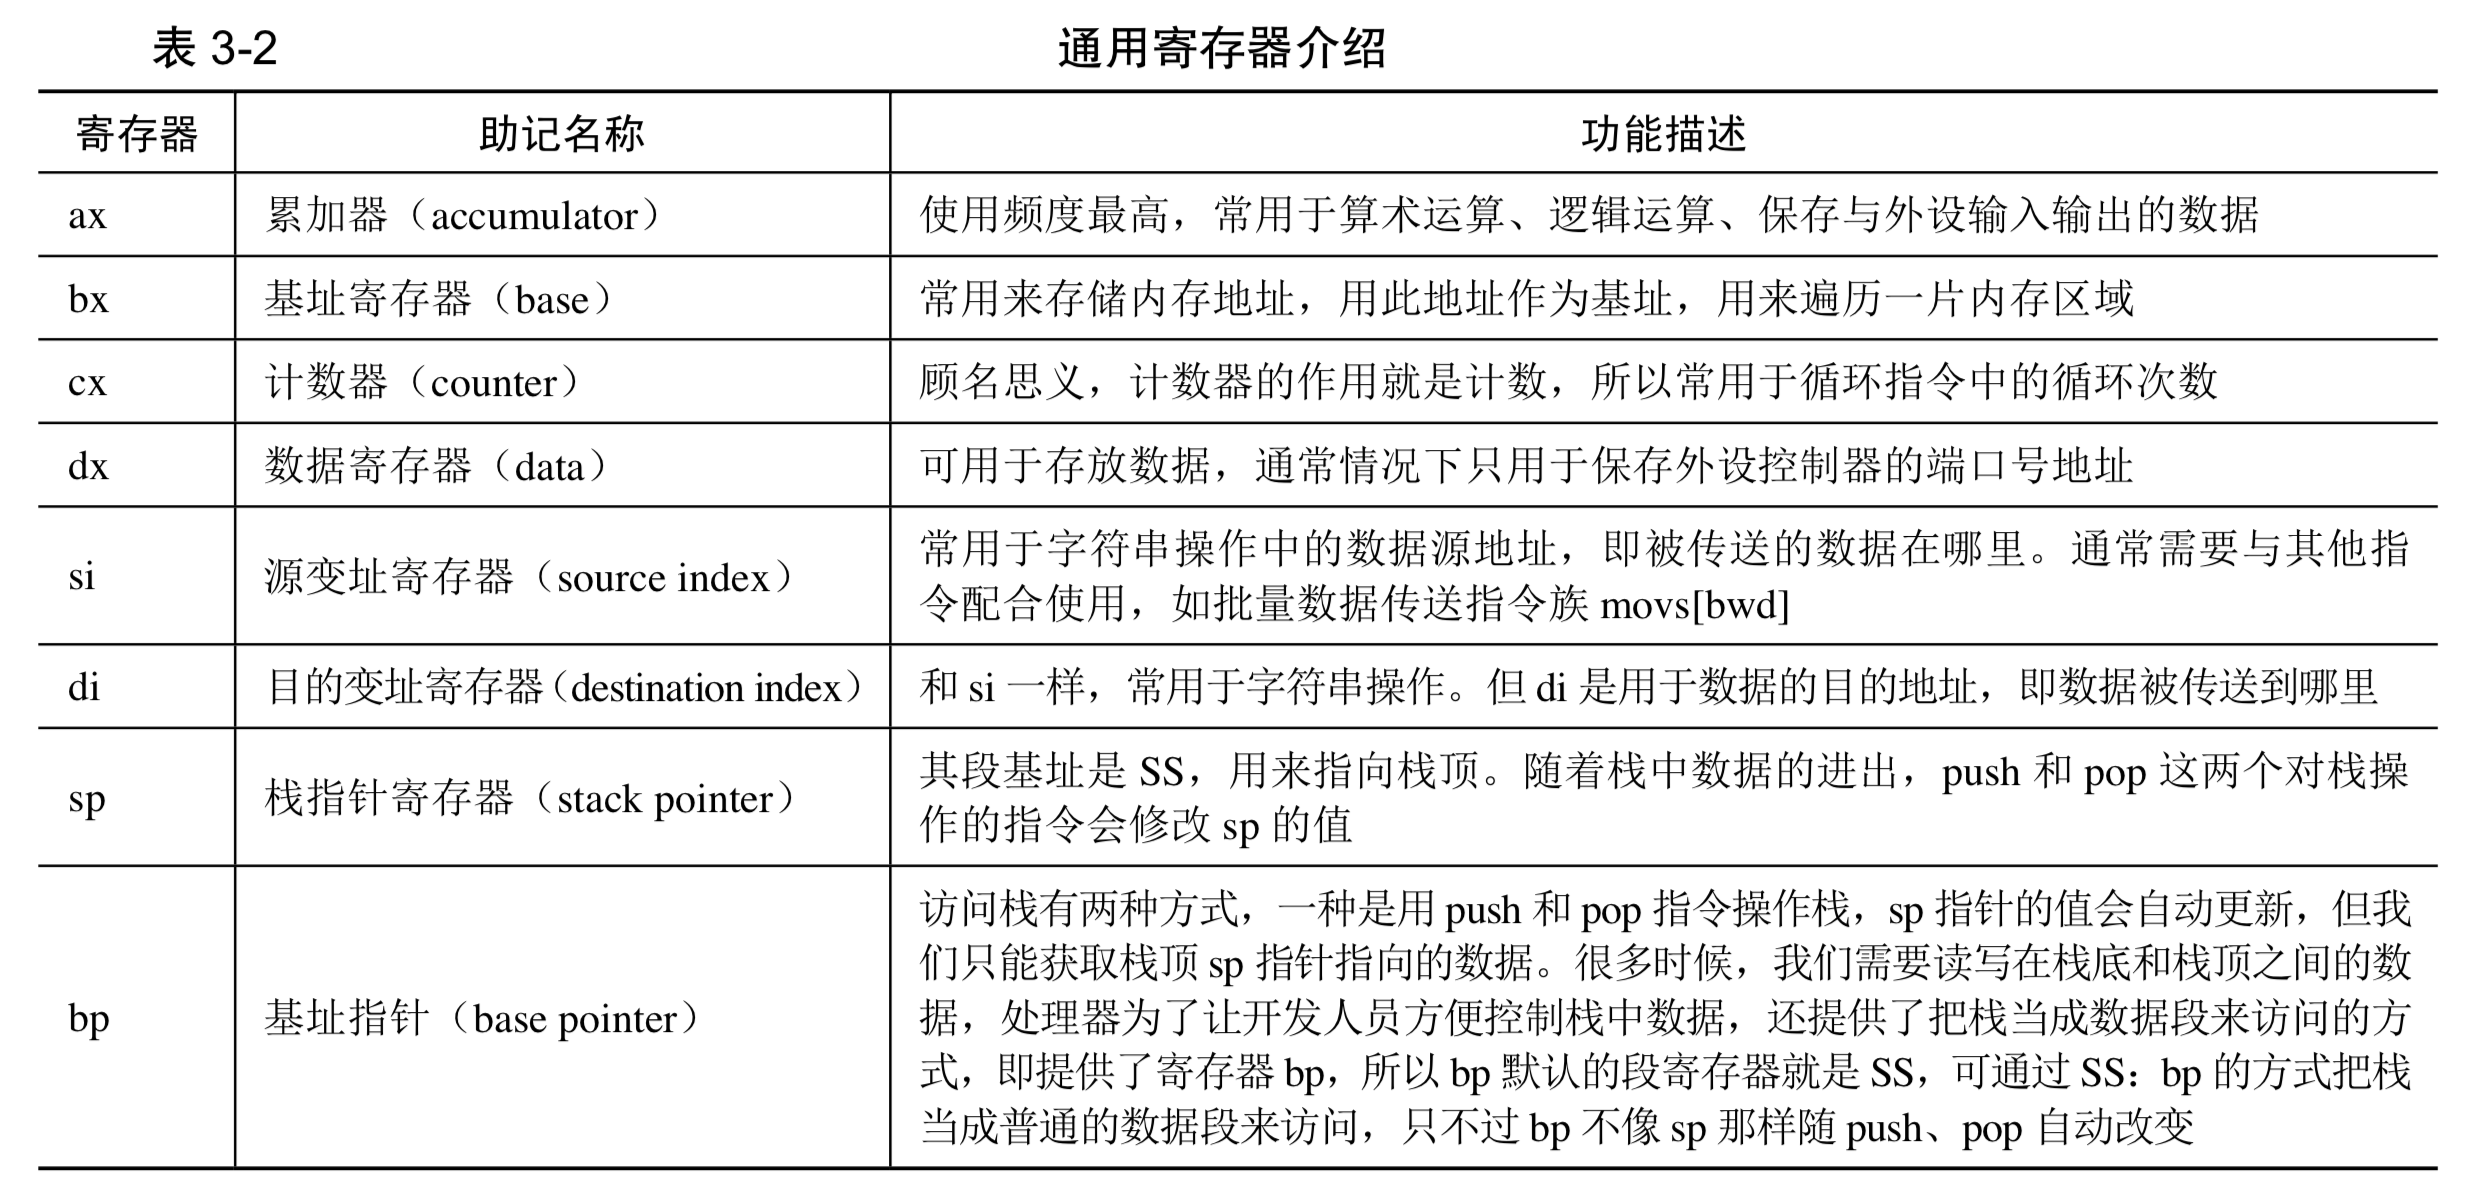 表 3-2 通用寄存器介绍
寄存器 助记名称 功能描述
ax 累加器（accumulator） 使用频度最高，常用于算术运算、逻辑运算、保存与外设输入输出的数据
bx 基址寄存器（base） 常用来存储内存地址，用此地址作为基址，用来遍历一片内存区域
cx 计数器（counter） 顾名思义，计数器的作用就是计数，所以常用于循环指令中的循环次数
dx 数据寄存器（data） 可用于存放数据，通常情况下只用于保存外设控制器的端口号地址
si 源变址寄存器（source index） 常用于字符串操作中的数据源地址，即被传送的数据在哪里。通常需要与其他指
令配合使用，如批量数据传送指令族 movs[bwd]
di 目的变址寄存器（destination index） 和 si 一样，常用于字符串操作。但 di 是用于数据的目的地址，即数据被传送到哪里
sp 栈指针寄存器（stack pointer） 其段基址是 SS，用来指向栈顶。随着栈中数据的进出，push 和 pop 这两个对栈操
作的指令会修改 sp 的值
bp 基址指针（base pointer） 访问栈有两种方式，一种是用 push 和 pop 指令操作栈，sp 指针的值会自动更新，但我
们只能获取栈顶 sp 指针指向的数据。很多时候，我们需要读写在栈底和栈顶之间的数
据，处理器为了让开发人员方便控制栈中数据，还提供了把栈当成数据段来访问的方
式，即提供了寄存器 bp，所以 bp 默认的段寄存器就是 SS，可通过 SS：bp 的方式把栈
当成普通的数据段来访问，只不过 bp 不像 sp 那样随 push、pop 自动改变